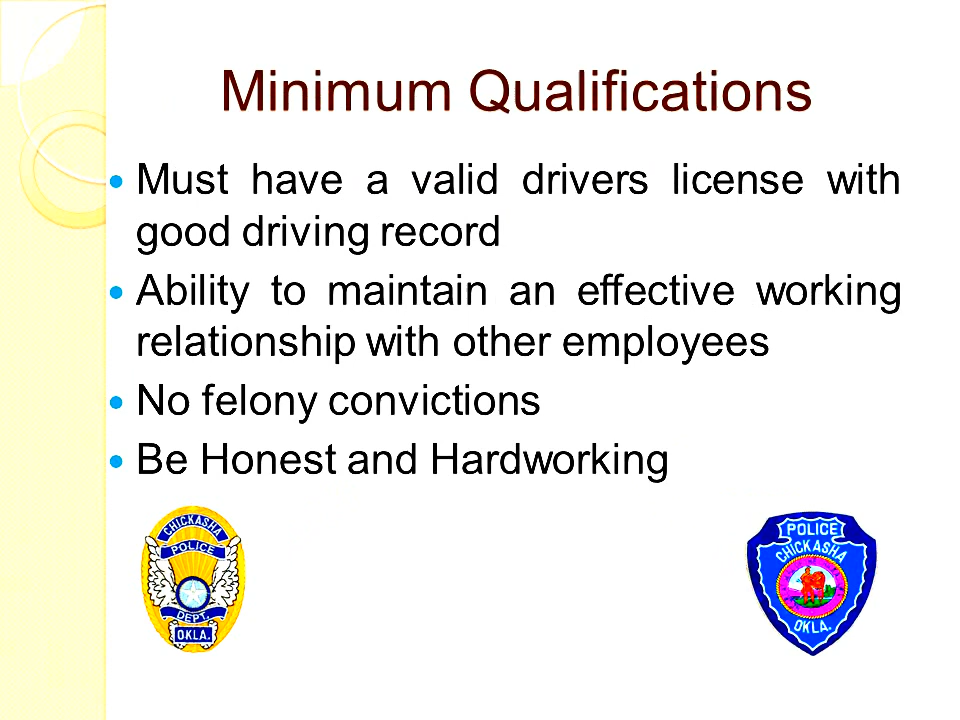 Minimum Qualifications
Must have a valid drivers license with
good driving record
Ability to maintain an effective working
relationship with other employees
No felony convictions
Be Honest and Hardworking
CHICKASHA
POLICE
DEPT.
OKLA.
POLICE
CHICKASHA
OKLA.